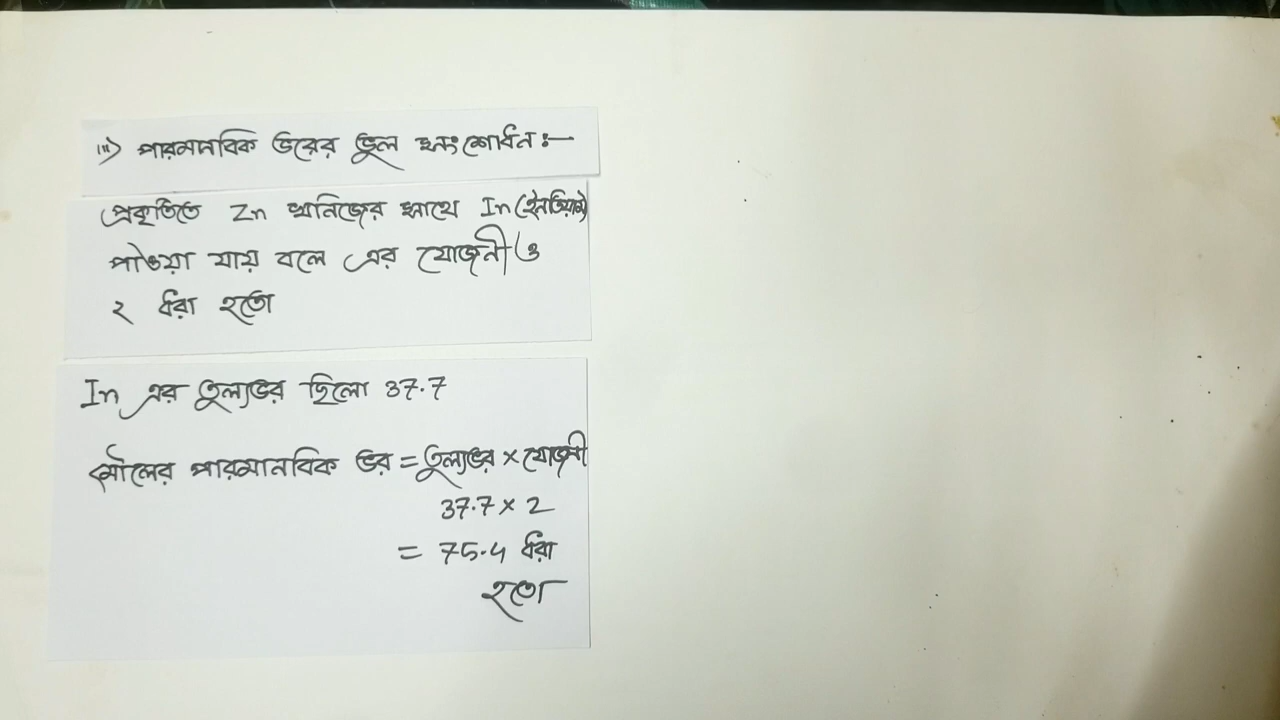 iii) পারমানবিক ভরের ভুল সংশোধন ঃ—
প্রকৃতিতে Zn খনিজের সাথে In (ইনডিয়াম)
পাওয়া যায় বলে এর যোজনী ও
২ ধরা হতো
In এর তুল্যভর ছিলো 37.7
মৌলের পারমানবিক ভর = তুল্যভর × যোজনী
37.7 × 2
= 75.4 ধরা
হতো